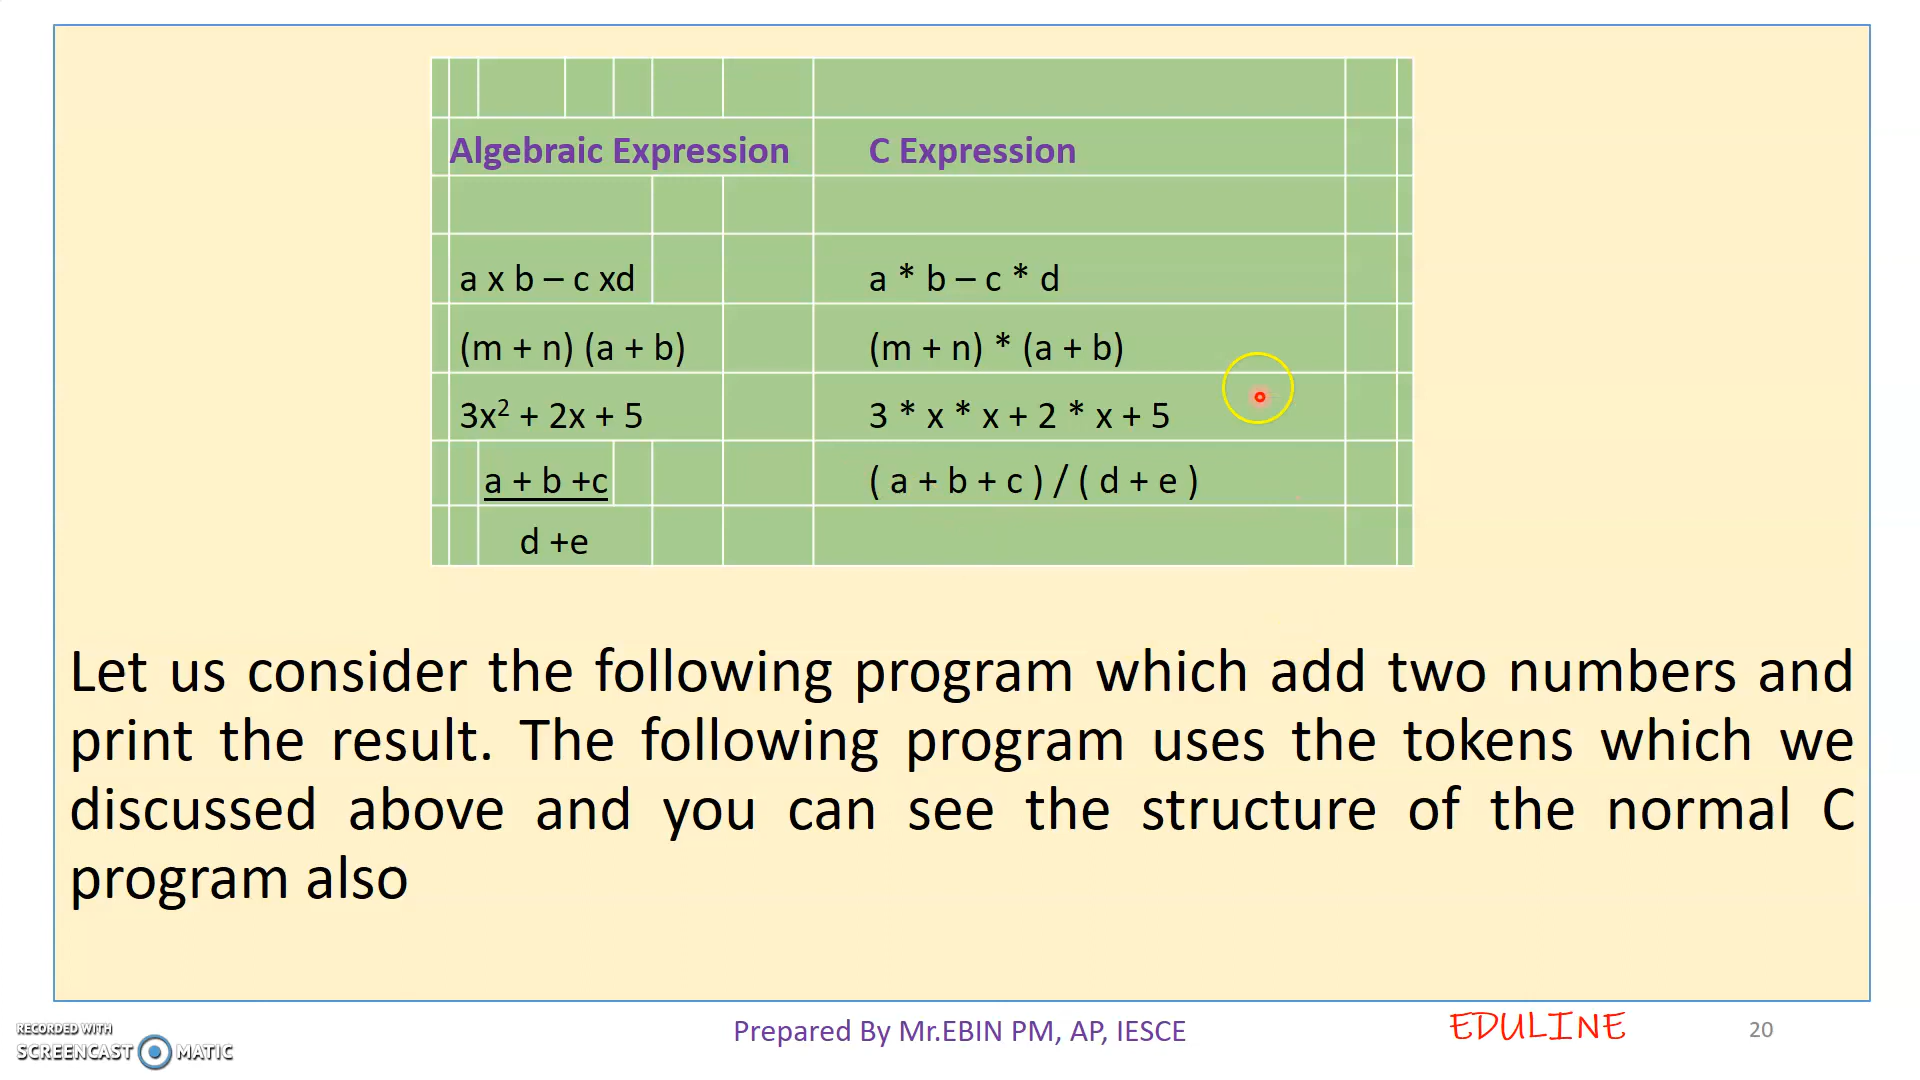 Algebraic Expression C Expression
a x b – c xd a * b – c * d
(m + n) (a + b) (m + n) * (a + b)
3x² + 2x + 5 3 * x * x + 2 * x + 5
a + b +c ( a + b + c ) / ( d + e )
d +e
Let us consider the following program which add two numbers and
print the result. The following program uses the tokens which we
discussed above and you can see the structure of the normal C
program also
RECORDED WITH
SCREENCAST MATIC
Prepared By Mr.EBIN PM, AP, IESCE
EDULINE
20